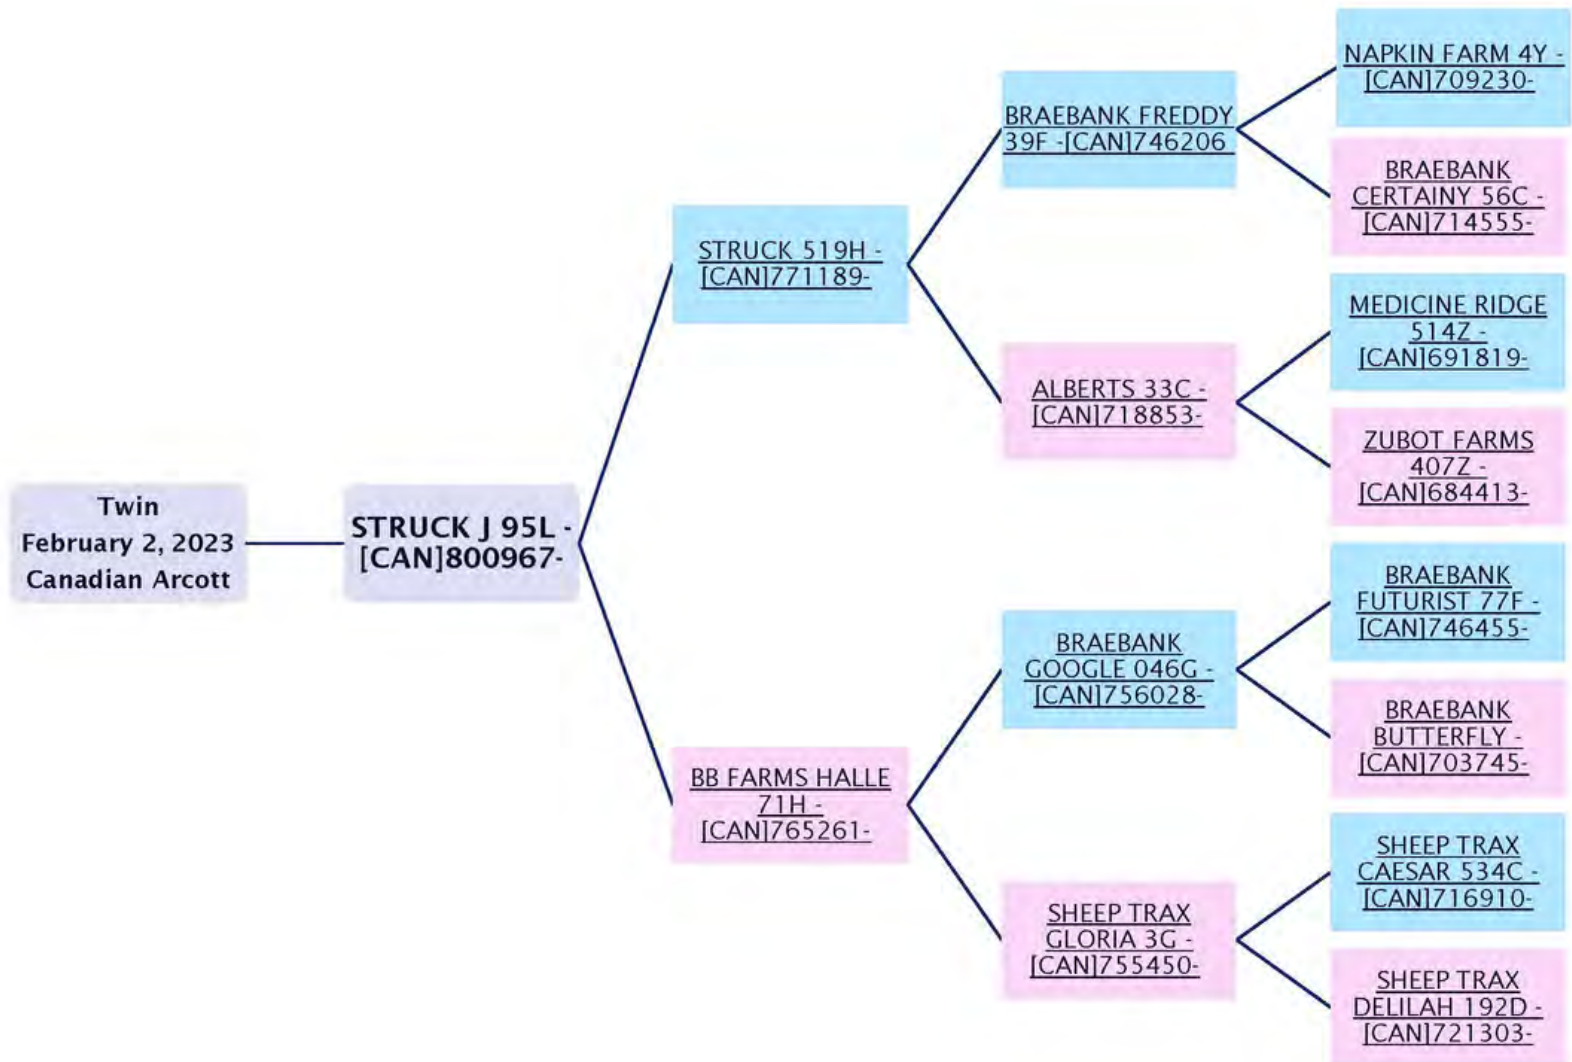 Twin
February 2, 2023
Canadian Arcott
STRUCK J 95L -
[CAN]800967-
STRUCK 519H -
[CAN]771189-
BB FARMS HALLE
71H -
[CAN]765261-
BRAEBANK FREDDY
39F -[CAN]746206
ALBERTS 33C -
[CAN]718853-
BRAEBANK
GOOGLE 046G -
[CAN]756028-
SHEEP TRAX
GLORIA 3G -
[CAN]755450-
NAPKIN FARM 4Y -
[CAN]709230-
BRAEBANK
CERTAINY 56C -
[CAN]714555-
MEDICINE RIDGE
514Z -
[CAN]691819-
ZUBOT FARMS
407Z -
[CAN]684413-
BRAEBANK
FUTURIST 77F -
[CAN]746455-
BRAEBANK
BUTTERFLY -
[CAN]703745-
SHEEP TRAX
CAESAR 534C -
[CAN]716910-
SHEEP TRAX
DELILAH 192D -
[CAN]721303-